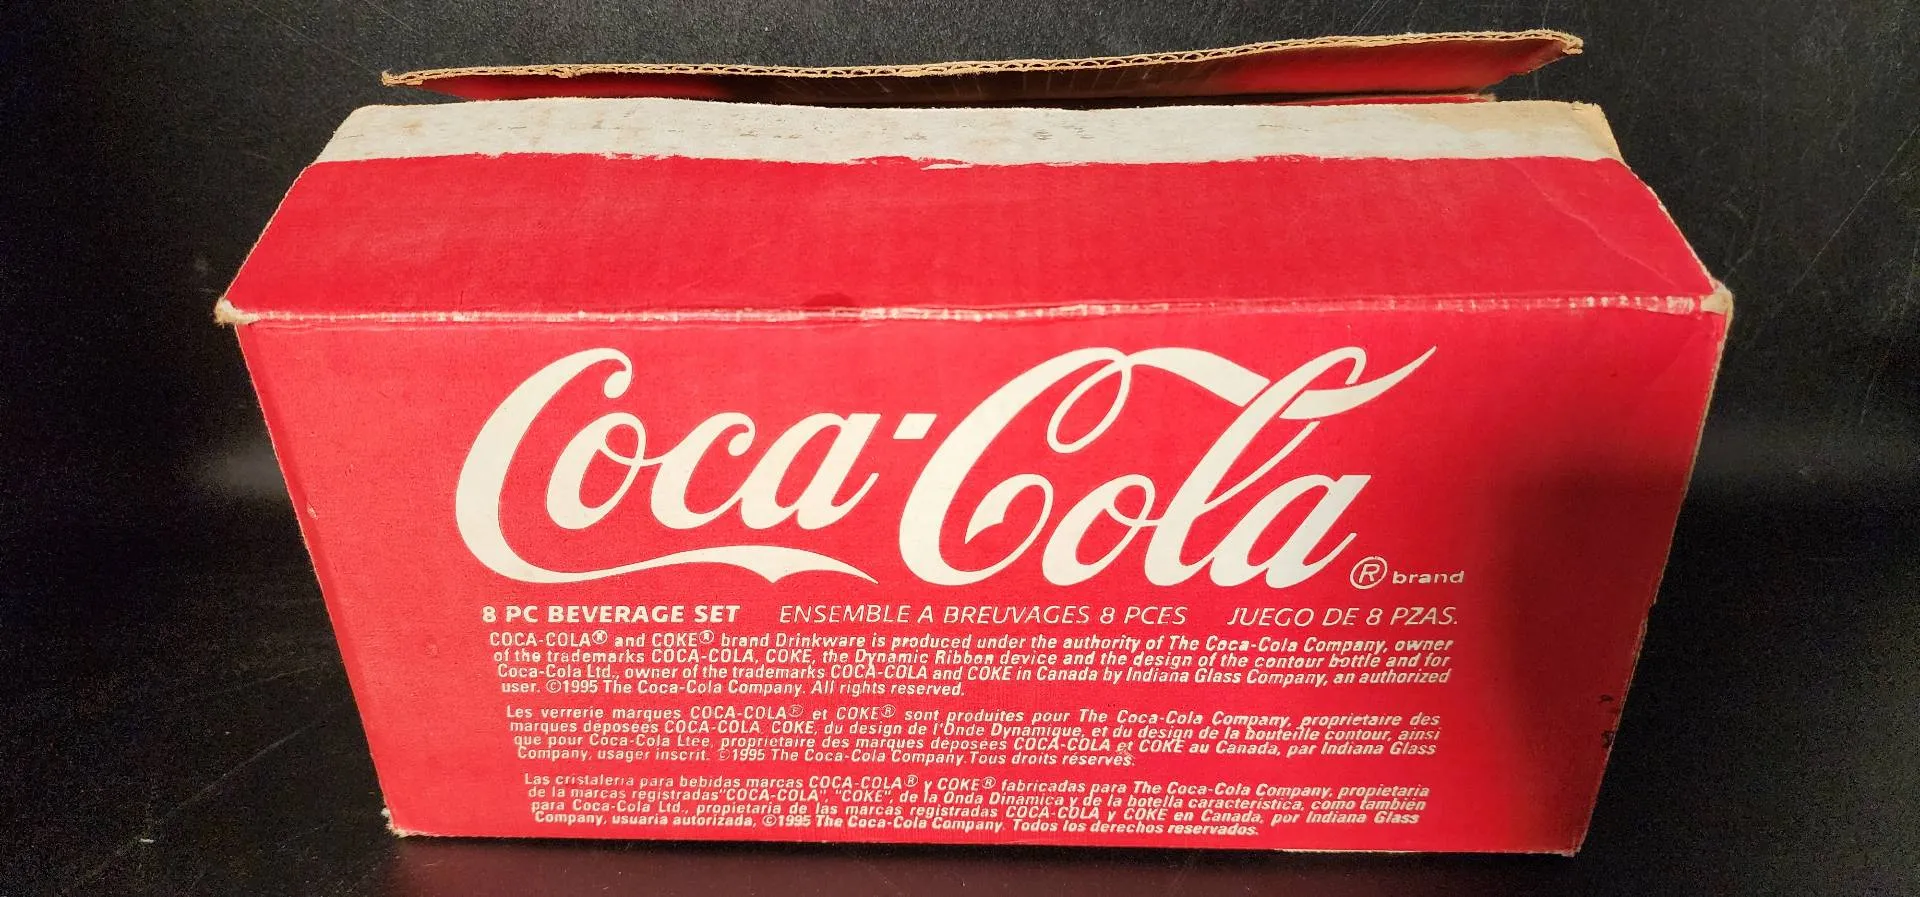 Coca-Cola® brand
8 PC BEVERAGE SET ENSEMBLE A BREUVAGES 8 PCES JUEGO DE 8 PZAS.
COCA-COLA® and COKE® brand Drinkware is produced under the authority of The Coca-Cola Company, owner
of the trademarks COCA-COLA, COKE, the Dynamic Ribbon device and the design of the contour bottle and for
Coca-Cola Ltd., owner of the trademarks COCA-COLA and COKE in Canada by Indiana Glass Company, an authorized
user. ©1995 The Coca-Cola Company. All rights reserved.
Les verrerie marques COCA-COLA® et COKE® sont produites pour The Coca-Cola Company, proprietaire des
marques déposées COCA-COLA, COKE, du design de l'Onde Dynamique, et du design de la bouteille contour, ainsi
que pour Coca-Cola Ltee, proprietaire des marques déposées COCA-COLA et COKE au Canada, par Indiana Glass
Company, usager inscrit. ©1995 The Coca-Cola Company. Tous droits réservés.
Las cristaleria para bebidas marcas COCA-COLA® y COKE® fabricadas para The Coca-Cola Company, propietaria
de la marcas registradas "COCA-COLA", "COKE", de la Onda Dinamica y de la botella característica, como también
para Coca-Cola Ltd., propietaria de las marcas registradas COCA-COLA y COKE en Canada, por Indiana Glass
Company, usuaria autorizada. ©1995 The Coca-Cola Company. Todos los derechos reservados.